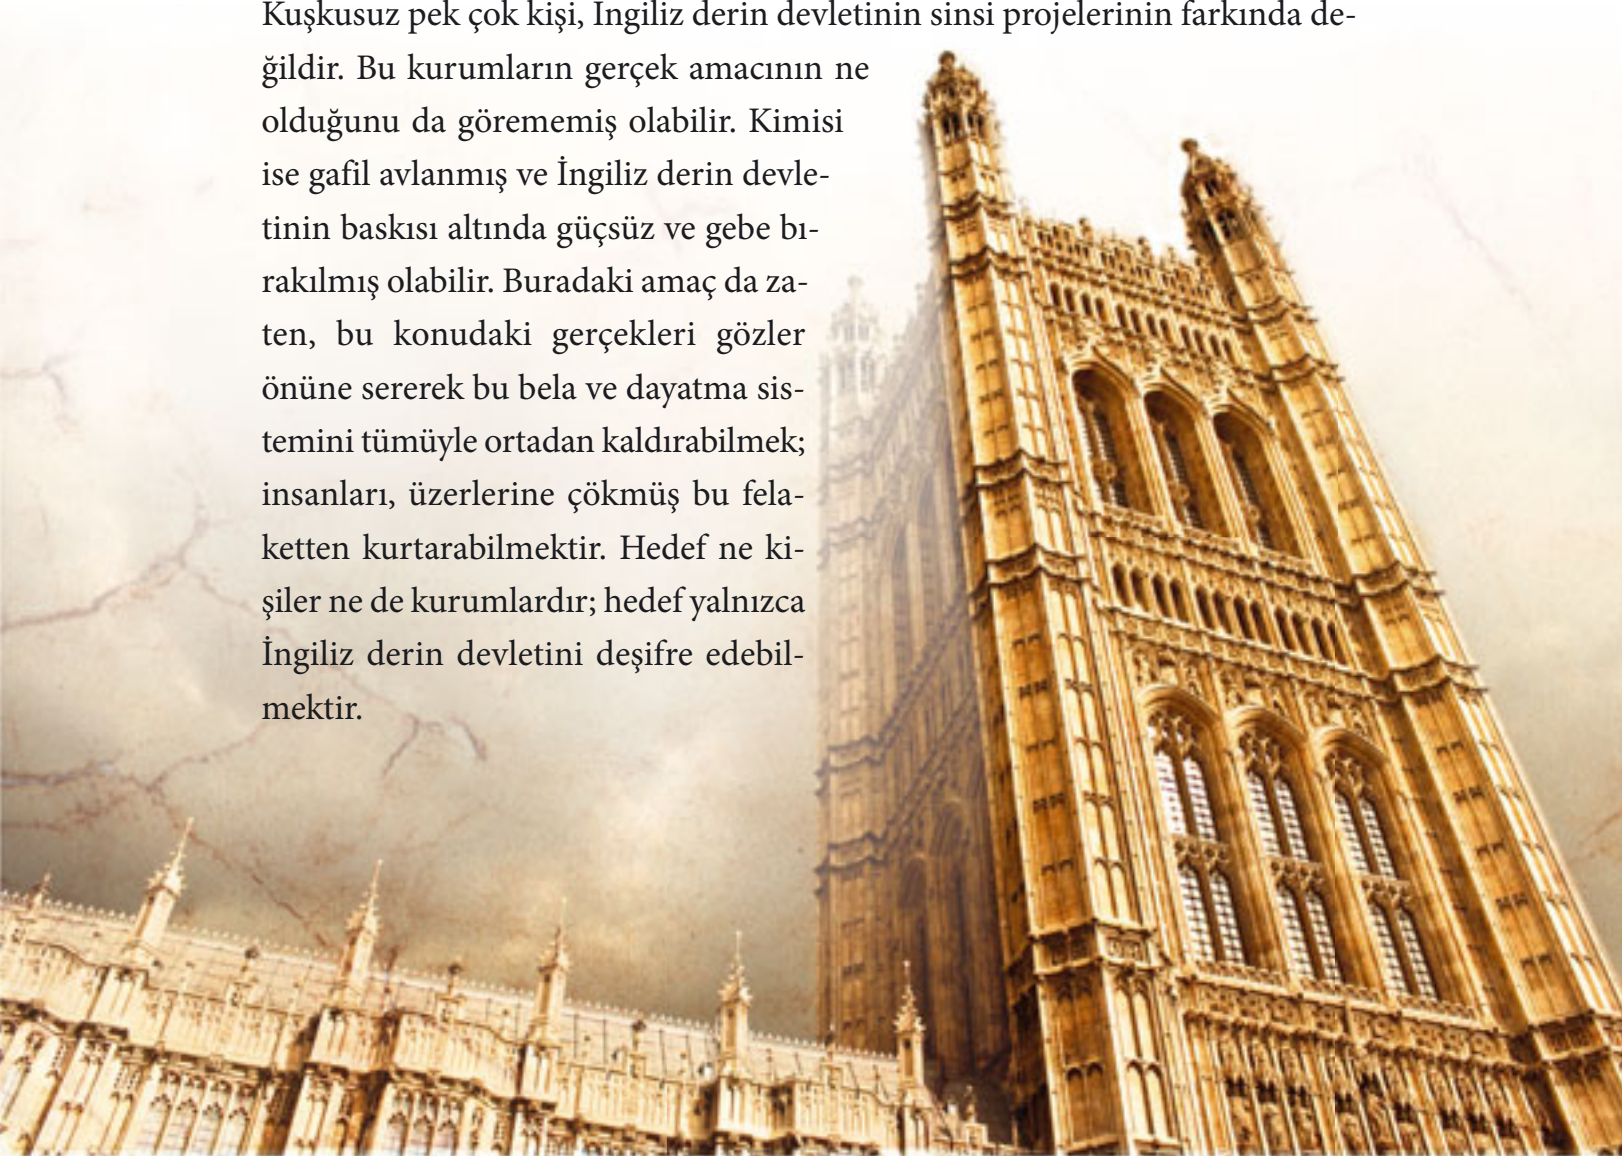 Kuşkusuz pek çok kişi, İngiliz derin devletinin sinsi projelerinin farkında de-
ğildir. Bu kurumların gerçek amacının ne
olduğunu da görememiş olabilir. Kimisi
ise gafil avlanmış ve İngiliz derin devle-
tinin baskısı altında güçsüz ve gebe bı-
rakılmış olabilir. Buradaki amaç da za-
ten, bu konudaki gerçekleri gözler
önüne sererek bu bela ve dayatma sis-
temini tümüyle ortadan kaldırabilmek;
insanları, üzerlerine çökmüş bu fela-
ketten kurtarabilmektir. Hedef ne ki-
şiler ne de kurumlardır; hedef yalnızca
İngiliz derin devletini deşifre edebil-
mektir.